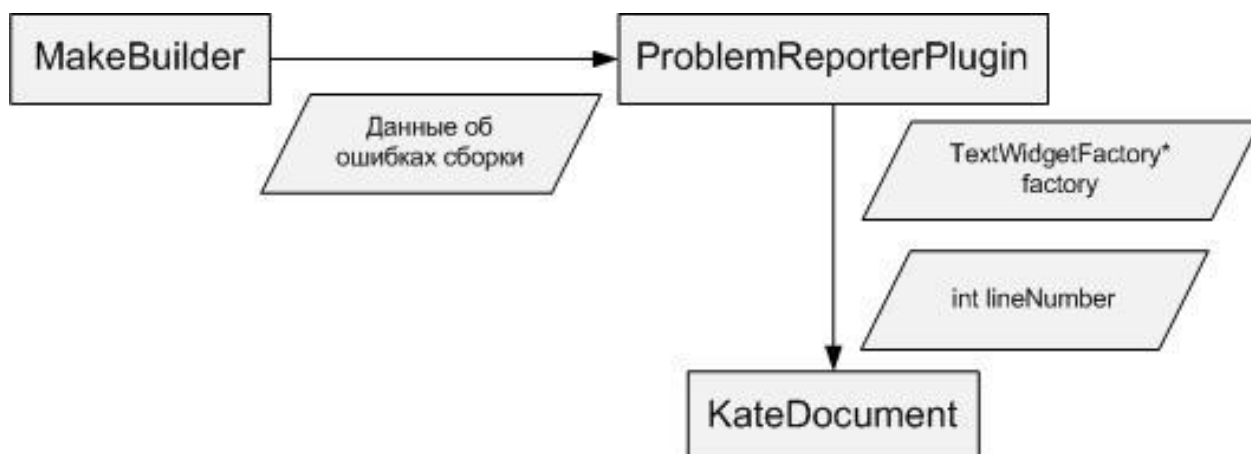 MakeBuilder
ProblemReporterPlugin
Данные об
ошибках сборки
TextWidgetFactory*
factory
int lineNumber
KateDocument